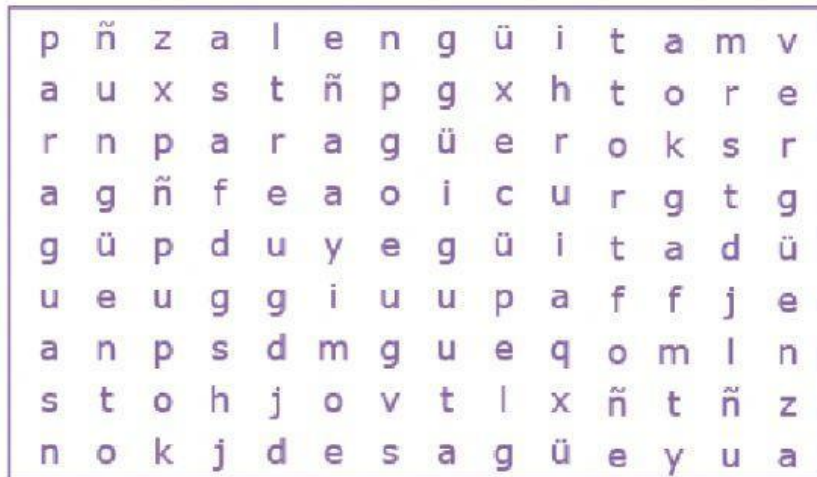 p ñ z a l e n g ü i t a m v
a u x s t ñ p g x h t o r e
r n p a r a g ü e r o k s r
a g ñ f e a o i c u r g t g
g ü p d u y e g ü i t a d ü
u e u g g i u u p a f f j e
a n p s d m g u e q o m l n
s t o h j o v t l x ñ t ñ z
n o k j d e s a g ü e y u a